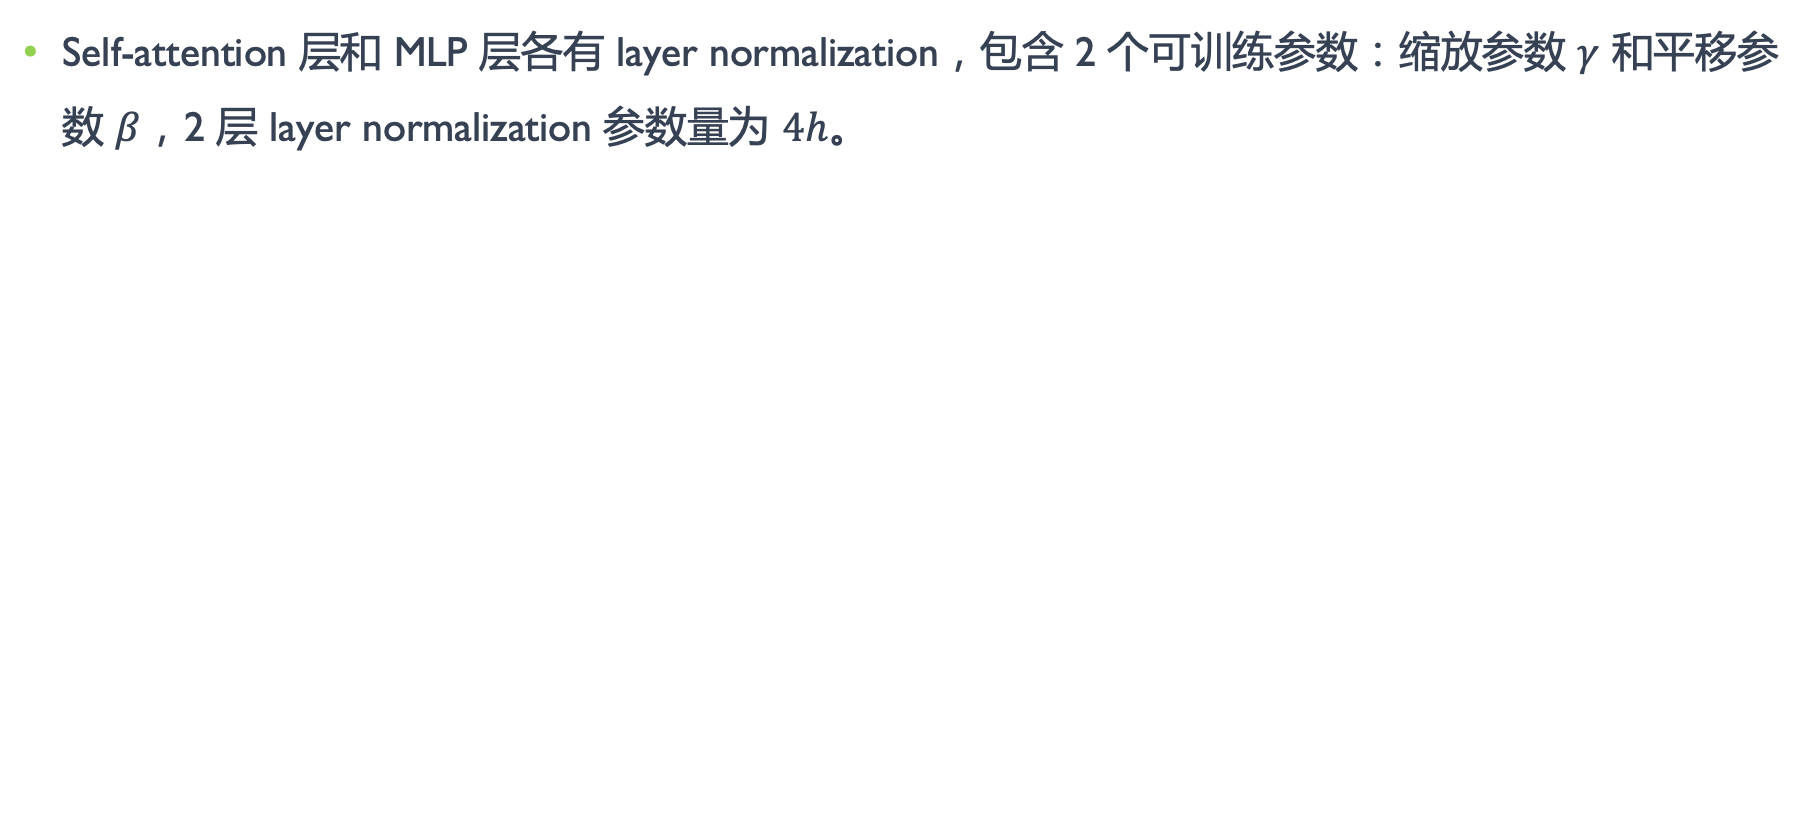 • Self-attention 层和 MLP 层各有 layer normalization，包含 2 个可训练参数：缩放参数 γ 和平移参
数 β，2 层 layer normalization 参数量为 4h。